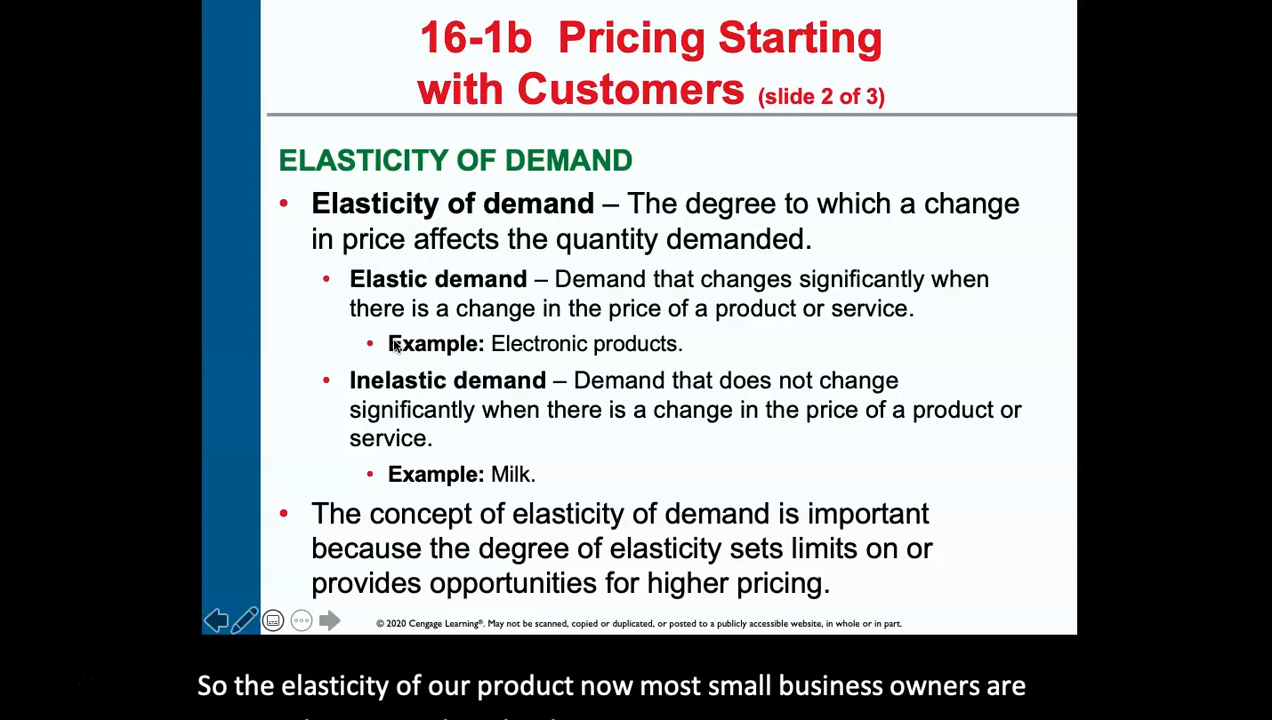 16-1b Pricing Starting
with Customers (slide 2 of 3)
ELASTICITY OF DEMAND
• Elasticity of demand – The degree to which a change
in price affects the quantity demanded.
• Elastic demand – Demand that changes significantly when
there is a change in the price of a product or service.
• Example: Electronic products.
• Inelastic demand – Demand that does not change
significantly when there is a change in the price of a product or
service.
• Example: Milk.
• The concept of elasticity of demand is important
because the degree of elasticity sets limits on or
provides opportunities for higher pricing.
© 2020 Cengage Learning®. May not be scanned, copied or duplicated, or posted to a publicly accessible website, in whole or in part.
So the elasticity of our product now most small business owners are